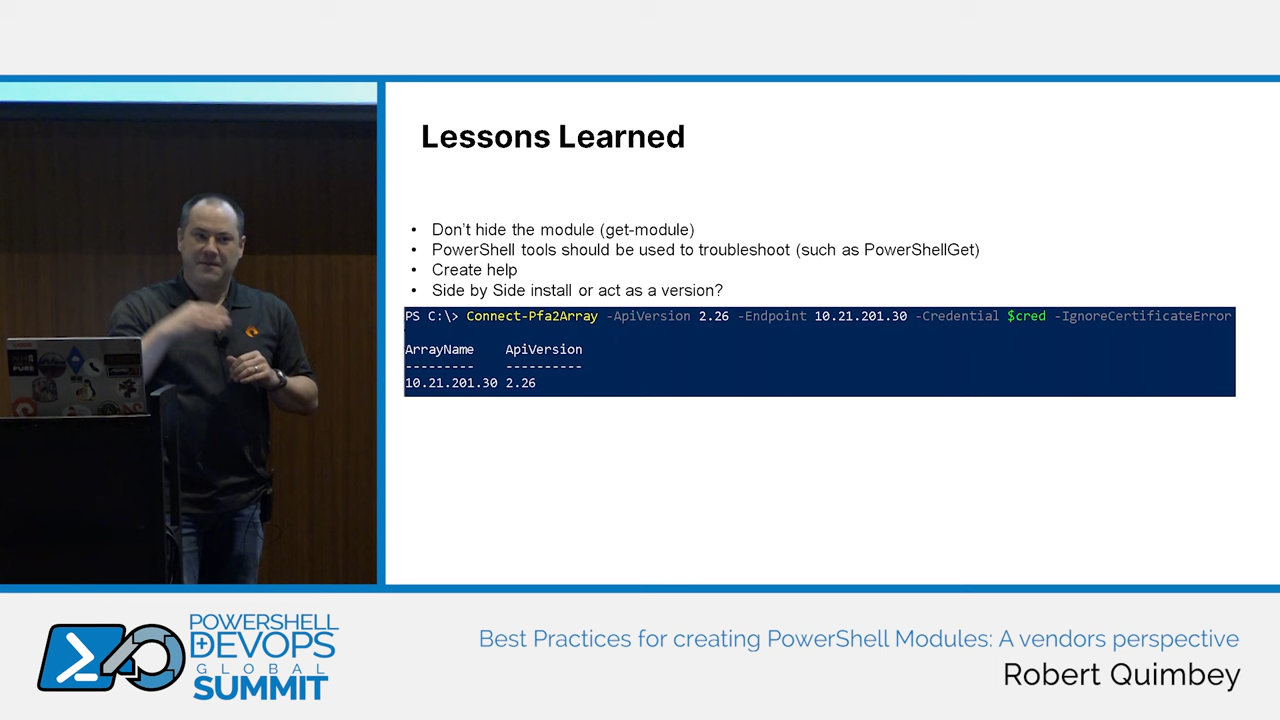 Lessons Learned
• Don't hide the module (get-module)
• PowerShell tools should be used to troubleshoot (such as PowerShellGet)
• Create help
• Side by Side install or act as a version?
PS C:\> Connect-Pfa2Array -ApiVersion 2.26 -Endpoint 10.21.201.30 -Credential $cred -IgnoreCertificateError
ArrayName ApiVersion
--------- ----------
10.21.201.30 2.26
POWERSHELL
DEVOPS
GLOBAL
SUMMIT
Best Practices for creating PowerShell Modules: A vendors perspective
Robert Quimbey